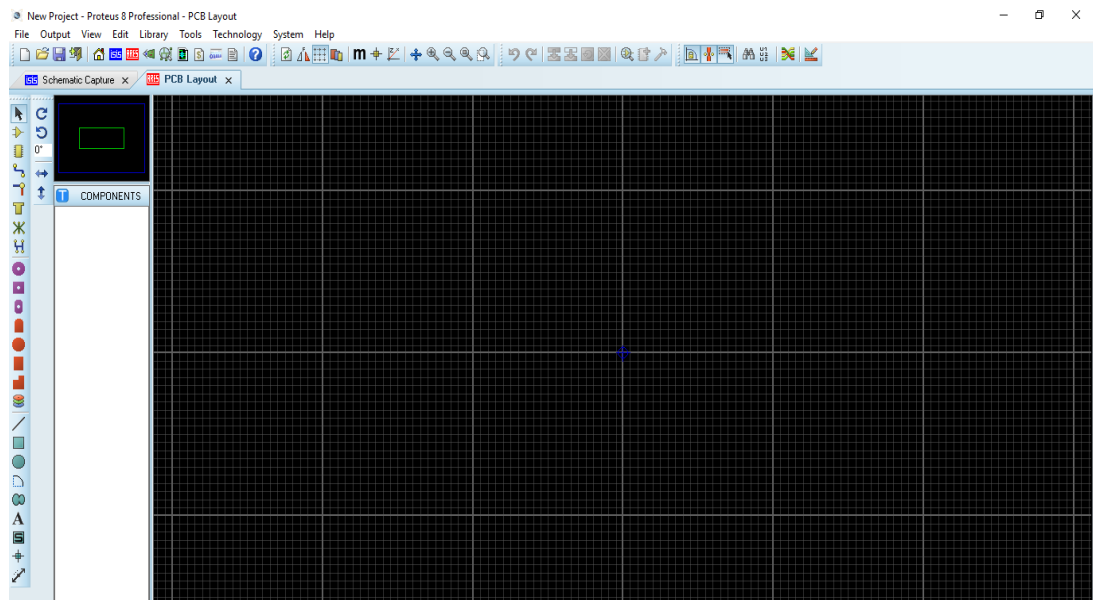 New Project - Proteus 8 Professional - PCB Layout
File Output View Edit Library Tools Technology System Help
Schematic Capture PCB Layout
0°
COMPONENTS